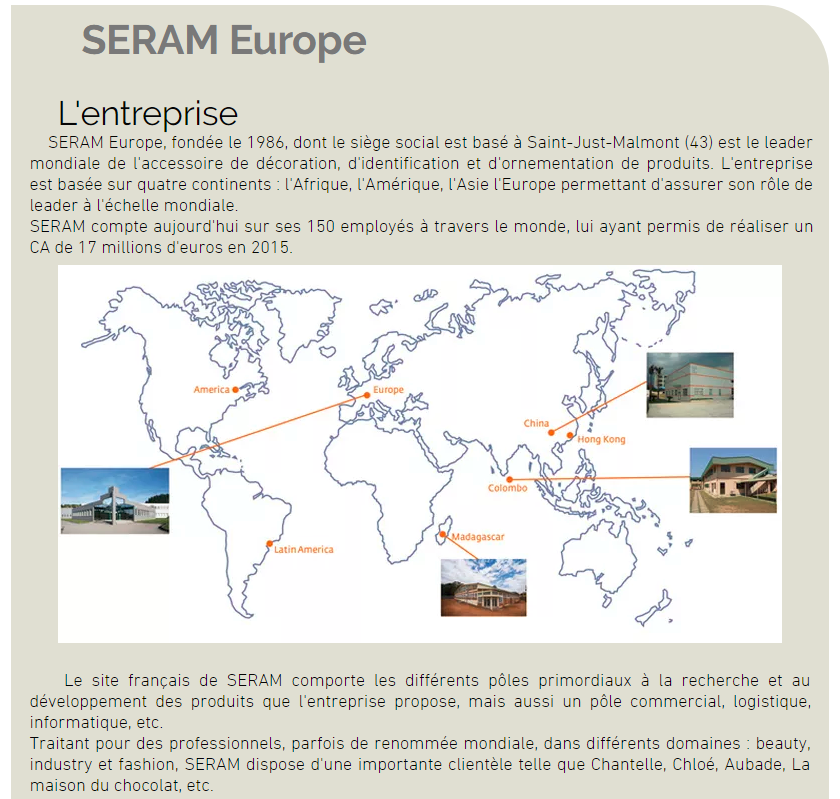 SERAM Europe
L'entreprise
SERAM Europe, fondée le 1986, dont le siège social est basé à Saint-Just-Malmont (43) est le leader
mondiale de l'accessoire de décoration, d'identification et d'ornementation de produits. L'entreprise
est basée sur quatre continents : l'Afrique, l'Amérique, l'Asie l'Europe permettant d'assurer son rôle de
leader à l'échelle mondiale.
SERAM compte aujourd'hui sur ses 150 employés à travers le monde, lui ayant permis de réaliser un
CA de 17 millions d'euros en 2015.
America
Europe
China
Hong Kong
Colombo
Madagascar
Latin America
Le site français de SERAM comporte les différents pôles primordiaux à la recherche et au
développement des produits que l'entreprise propose, mais aussi un pôle commercial, logistique,
informatique, etc.
Traitant pour des professionnels, parfois de renommée mondiale, dans différents domaines : beauty,
industry et fashion, SERAM dispose d'une importante clientèle telle que Chantelle, Chloé, Aubade, La
maison du chocolat, etc.